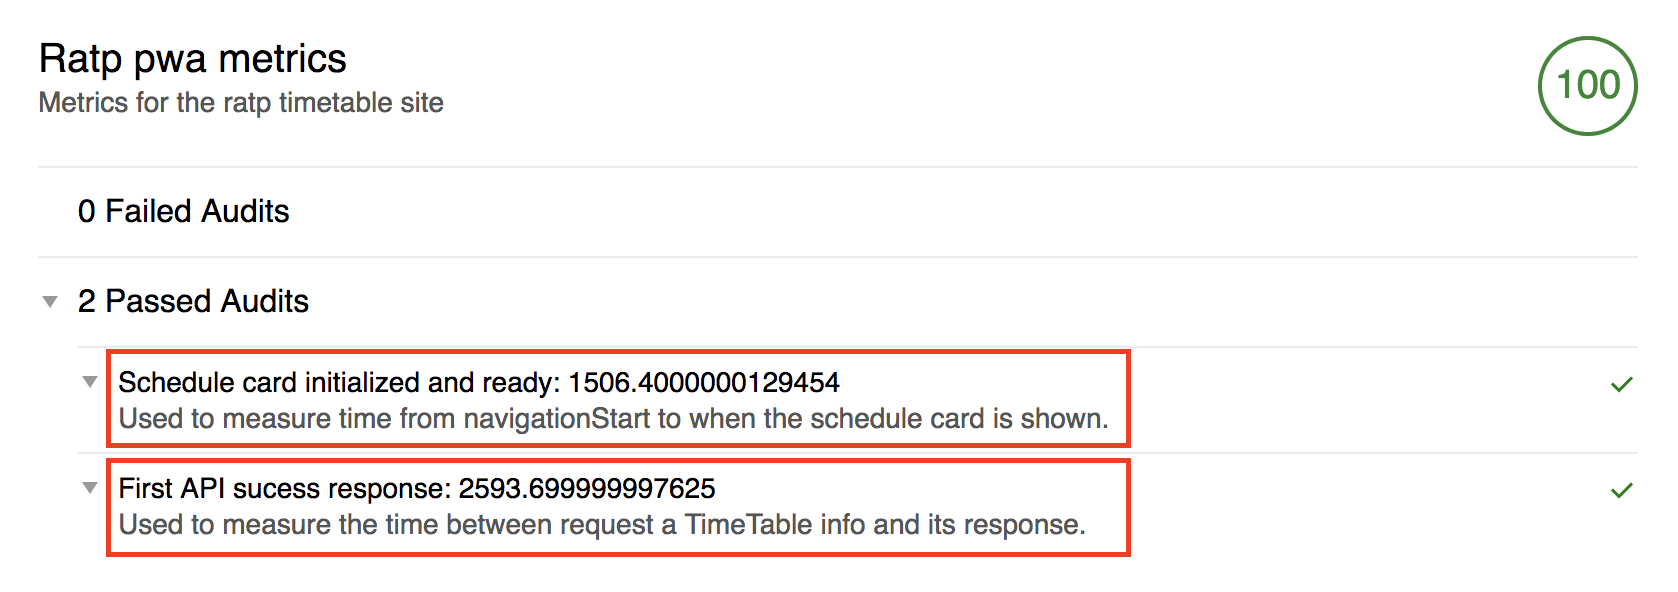 Ratp pwa metrics
Metrics for the ratp timetable site
100
0 Failed Audits
2 Passed Audits
Schedule card initialized and ready: 1506.4000000129454
Used to measure time from navigationStart to when the schedule card is shown.
First API sucess response: 2593.699999997625
Used to measure the time between request a TimeTable info and its response.